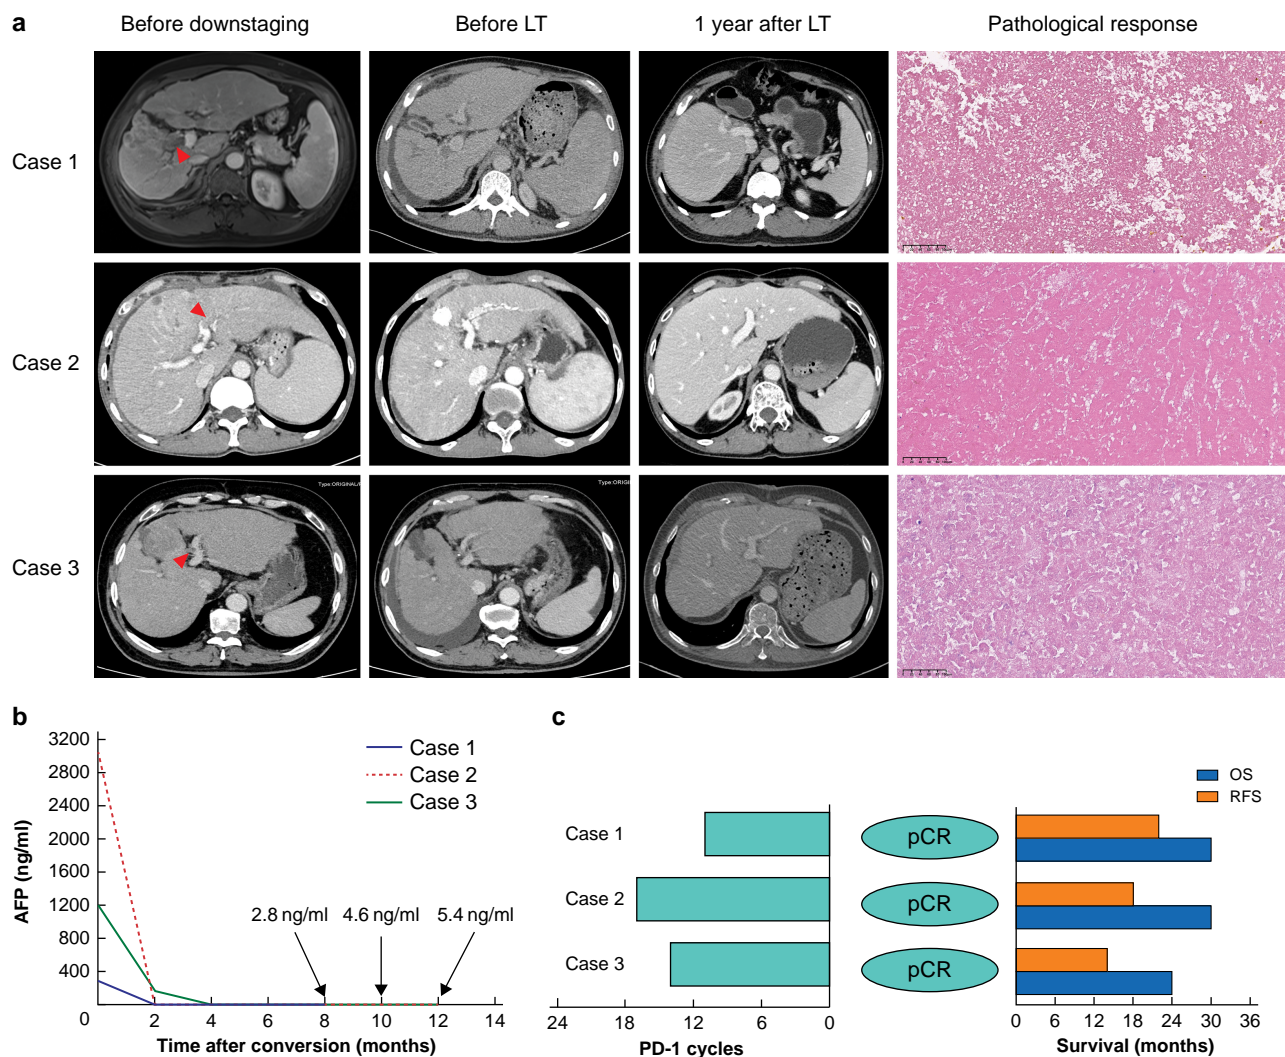 a
Before downstaging
Before LT
1 year after LT
Pathological response
Case 1
Case 2
Case 3
Type:ORIGINAL/
Type:ORIGI
b
3200
2800
2400
2000
1600
1200
800
400
0
2
4
6
8
10
12
14
AFP (ng/ml)
Time after conversion (months)
Case 1
Case 2
Case 3
2.8 ng/ml
4.6 ng/ml
5.4 ng/ml
c
OS
RFS
Case 1
pCR
Case 2
pCR
Case 3
pCR
24
18
12
6
0
PD-1 cycles
0
6
12
18
24
30
36
Survival (months)